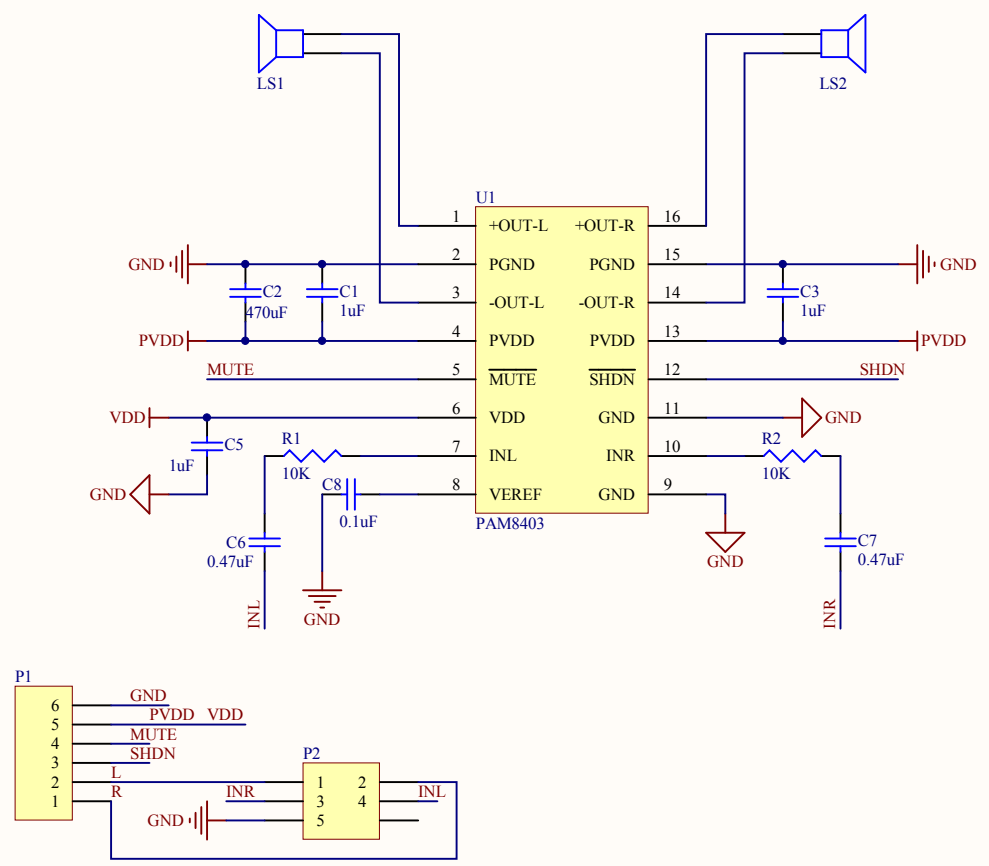 LS1
LS2
U1
1 +OUT-L +OUT-R 16
GND 2 PGND PGND 15 GND
C2 C1 3 -OUT-L -OUT-R 14 C3
470uF 1uF 1uF
PVDD 4 PVDD PVDD 13 PVDD
MUTE 5 MUTE SHDN 12 SHDN
VDD 6 VDD GND 11 GND
C5 R1 7 INL INR 10 R2
1uF 10K 10K
GND C8 8 VEREF GND 9
0.1uF PAM8403
C6 C7
0.47uF GND 0.47uF
INL GND INR
P1
6 GND
5 PVDD VDD
4 MUTE
3 SHDN P2
2 L 1 2
1 R INR 3 4 INL
GND 5